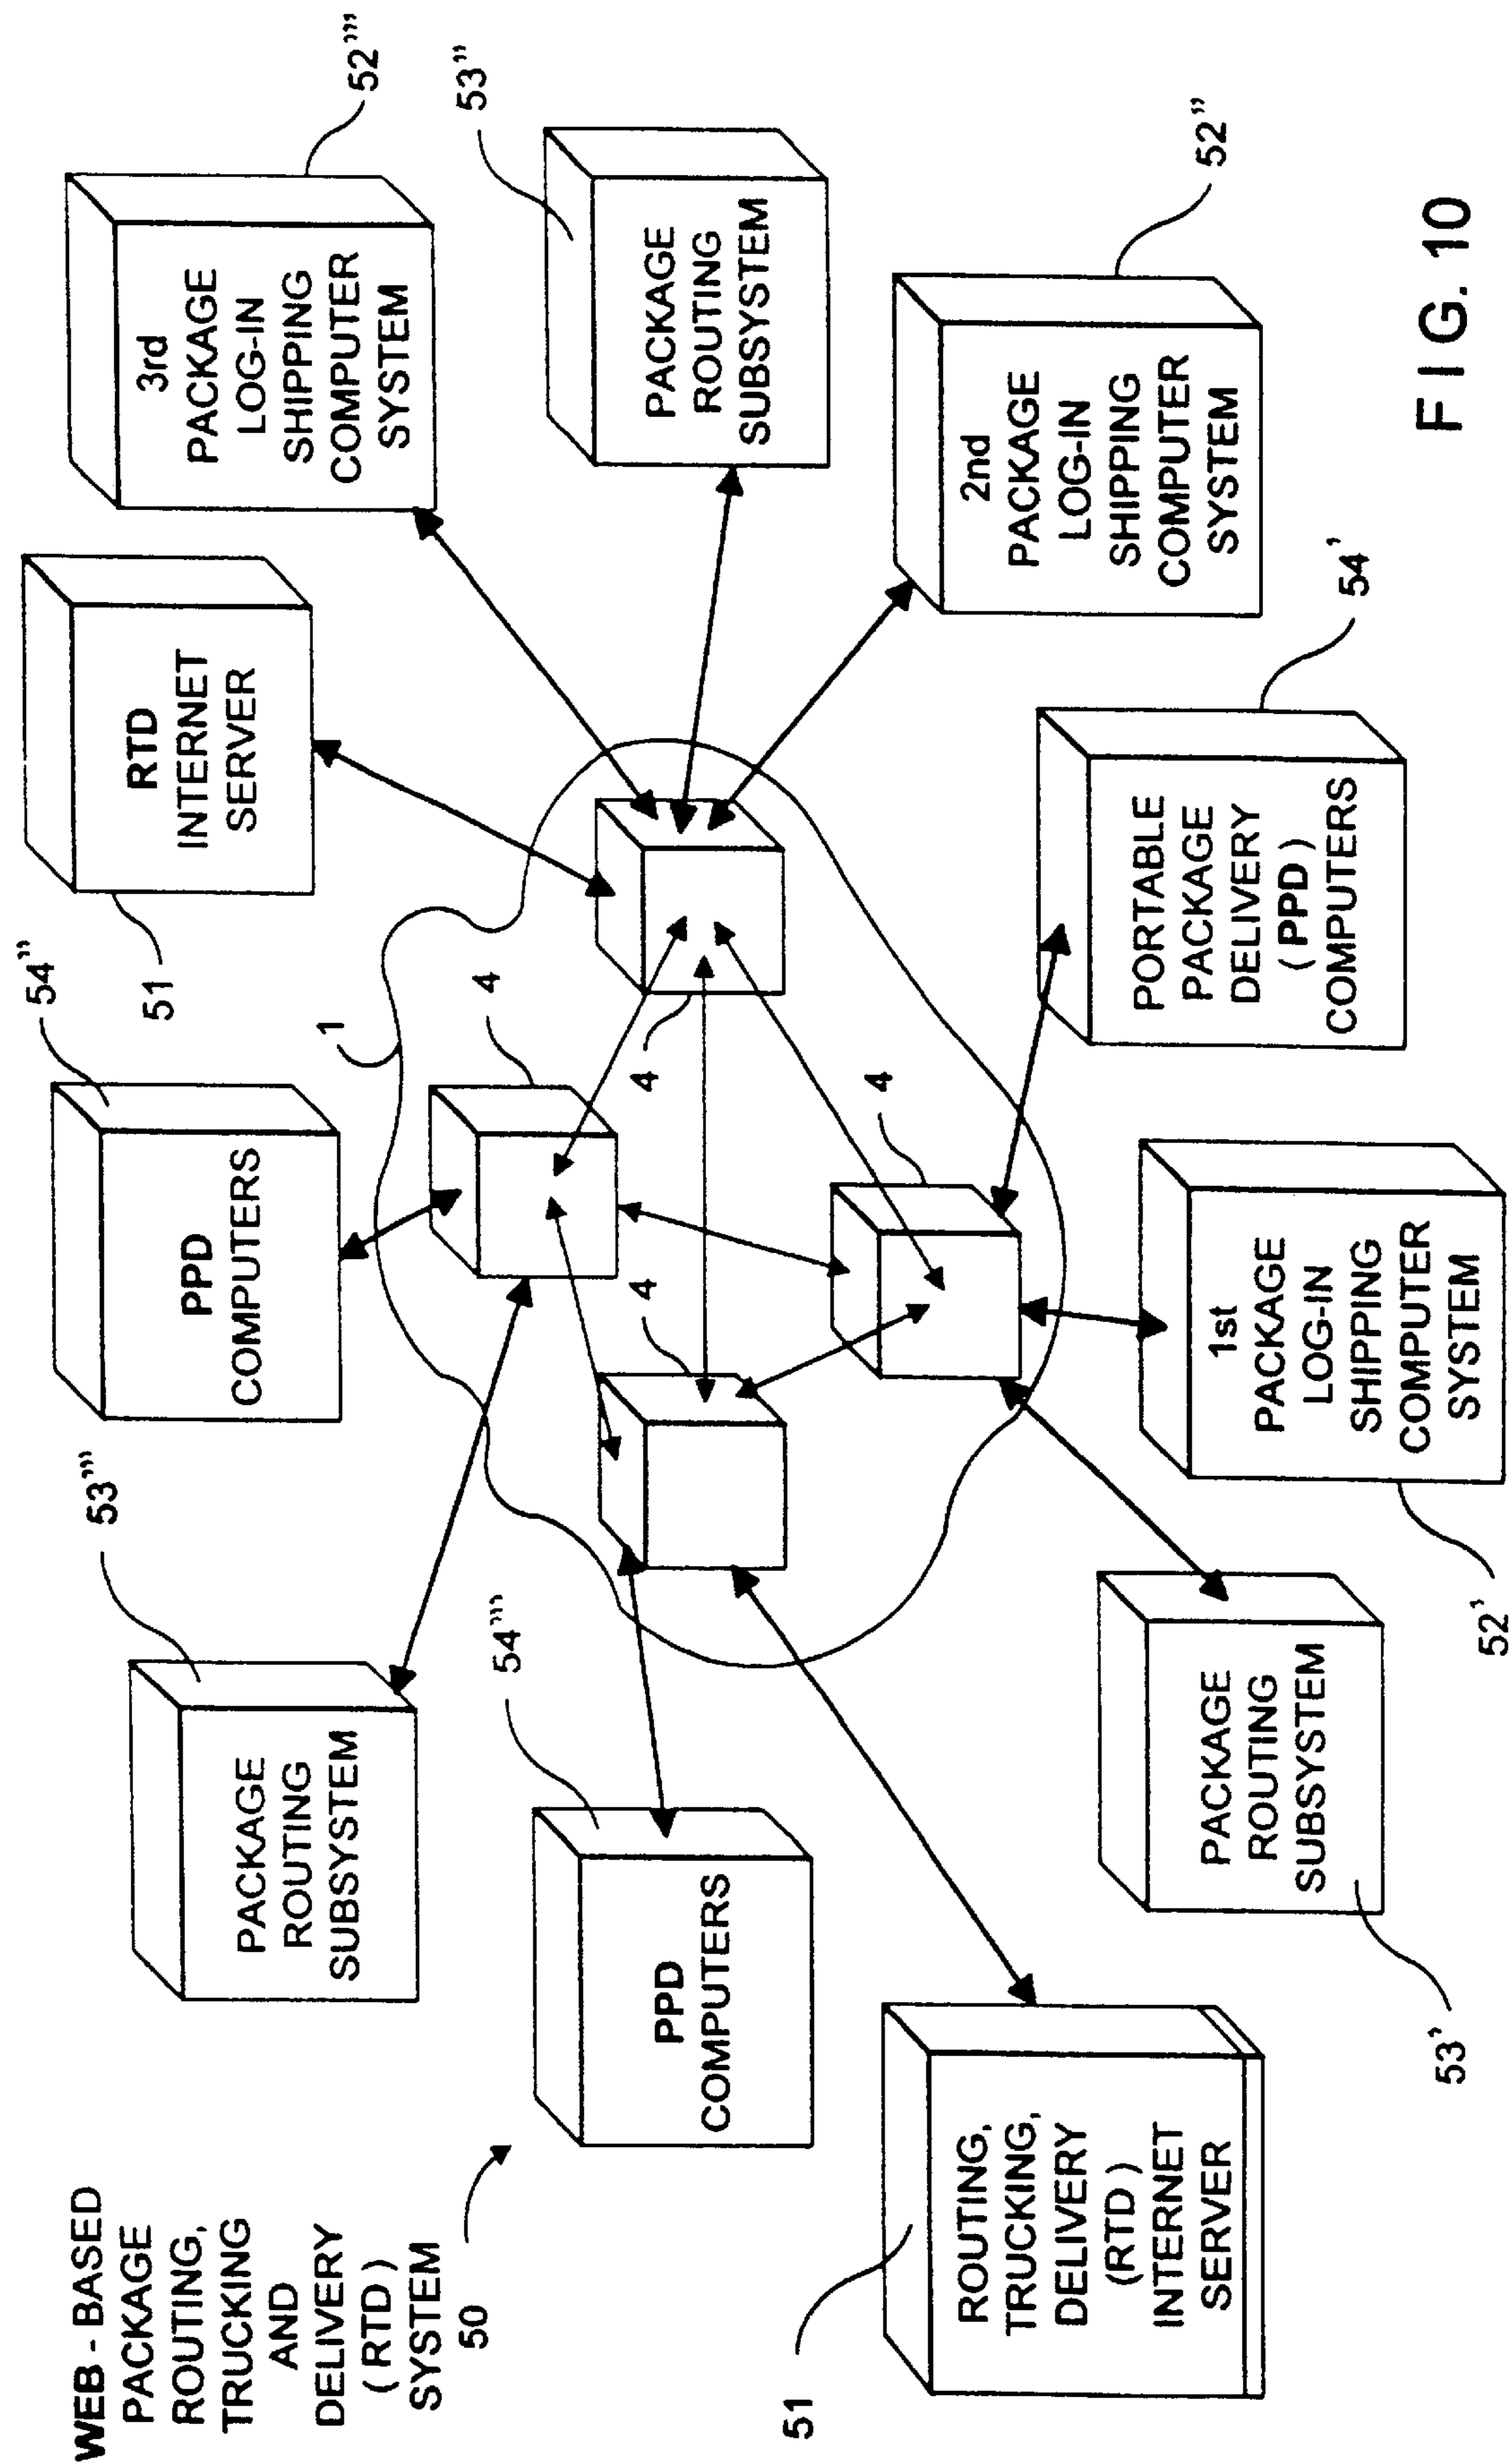 WEB - BASED
PACKAGE
ROUTING,
TRUCKING
AND
DELIVERY
( RTD )
SYSTEM
50
53'''
PACKAGE
ROUTING
SUBSYSTEM
54''
PPD
COMPUTERS
51
RTD
INTERNET
SERVER
52'''
3rd
PACKAGE
LOG-IN
SHIPPING
COMPUTER
SYSTEM
54'''
PPD
COMPUTERS
1
4
4
4
4
53''
PACKAGE
ROUTING
SUBSYSTEM
51
ROUTING,
TRUCKING,
DELIVERY
(RTD )
INTERNET
SERVER
53'
PACKAGE
ROUTING
SUBSYSTEM
52'
1st
PACKAGE
LOG-IN
SHIPPING
COMPUTER
SYSTEM
54'
PORTABLE
PACKAGE
DELIVERY
( PPD )
COMPUTERS
52''
2nd
PACKAGE
LOG-IN
SHIPPING
COMPUTER
SYSTEM
F I G. 10